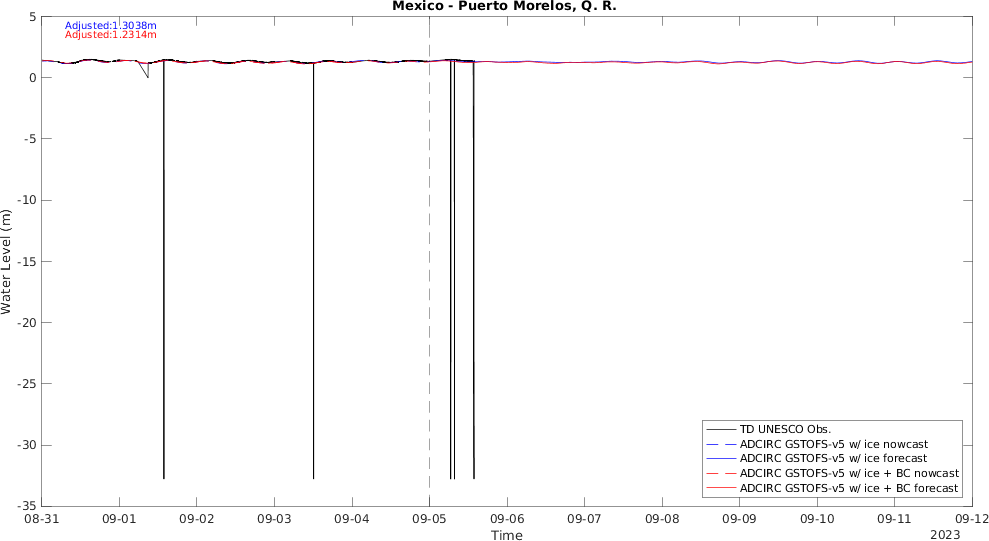 Mexico - Puerto Morelos, Q. R.
Adjusted:1.3038m
Adjusted:1.2314m
5
0
-5
-10
-15
-20
-25
-30
-35
Water Level (m)
TD UNESCO Obs.
ADCIRC GSTOFS-v5 w/ ice nowcast
ADCIRC GSTOFS-v5 w/ ice forecast
ADCIRC GSTOFS-v5 w/ ice + BC nowcast
ADCIRC GSTOFS-v5 w/ ice + BC forecast
08-31 09-01 09-02 09-03 09-04 09-05 09-06 09-07 09-08 09-09 09-10 09-11 09-12
Time
2023